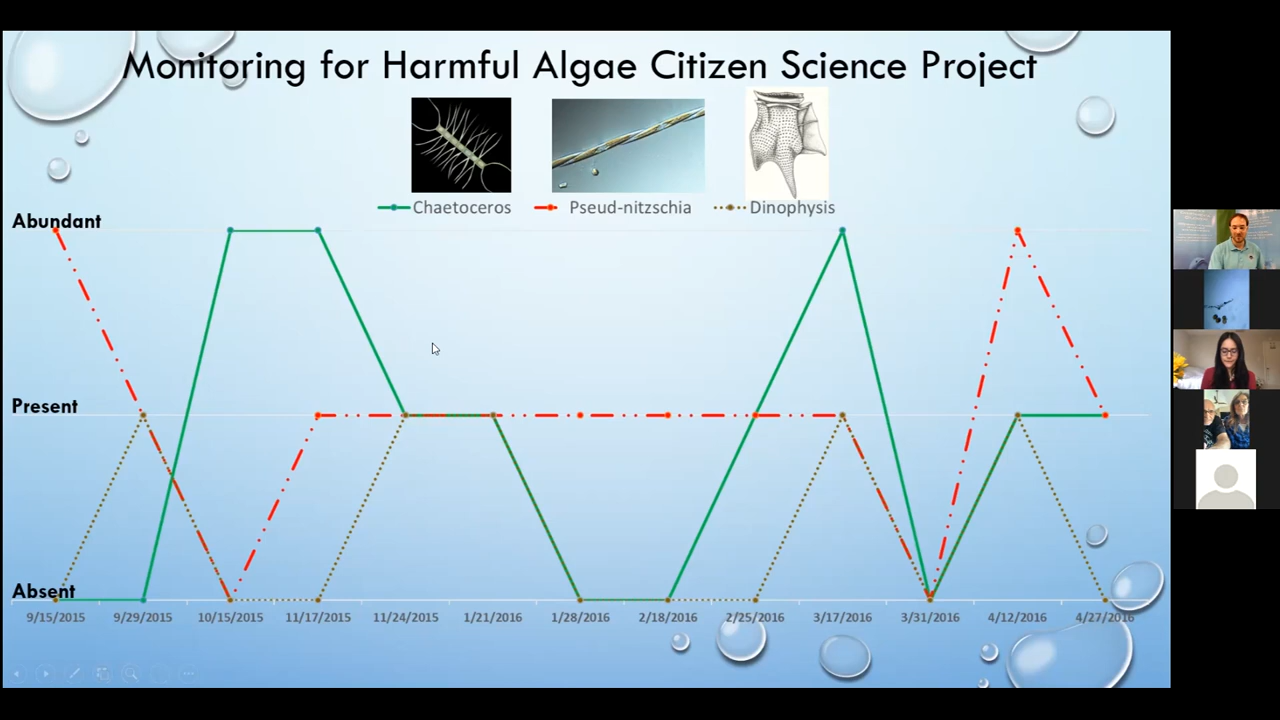 Monitoring for Harmful Algae Citizen Science Project
Chaetoceros Pseud-nitzschia Dinophysis
Abundant
Present
Absent
9/15/2015 9/29/2015 10/15/2015 11/17/2015 11/24/2015 1/21/2016 1/28/2016 2/18/2016 2/25/2016 3/17/2016 3/31/2016 4/12/2016 4/27/2016